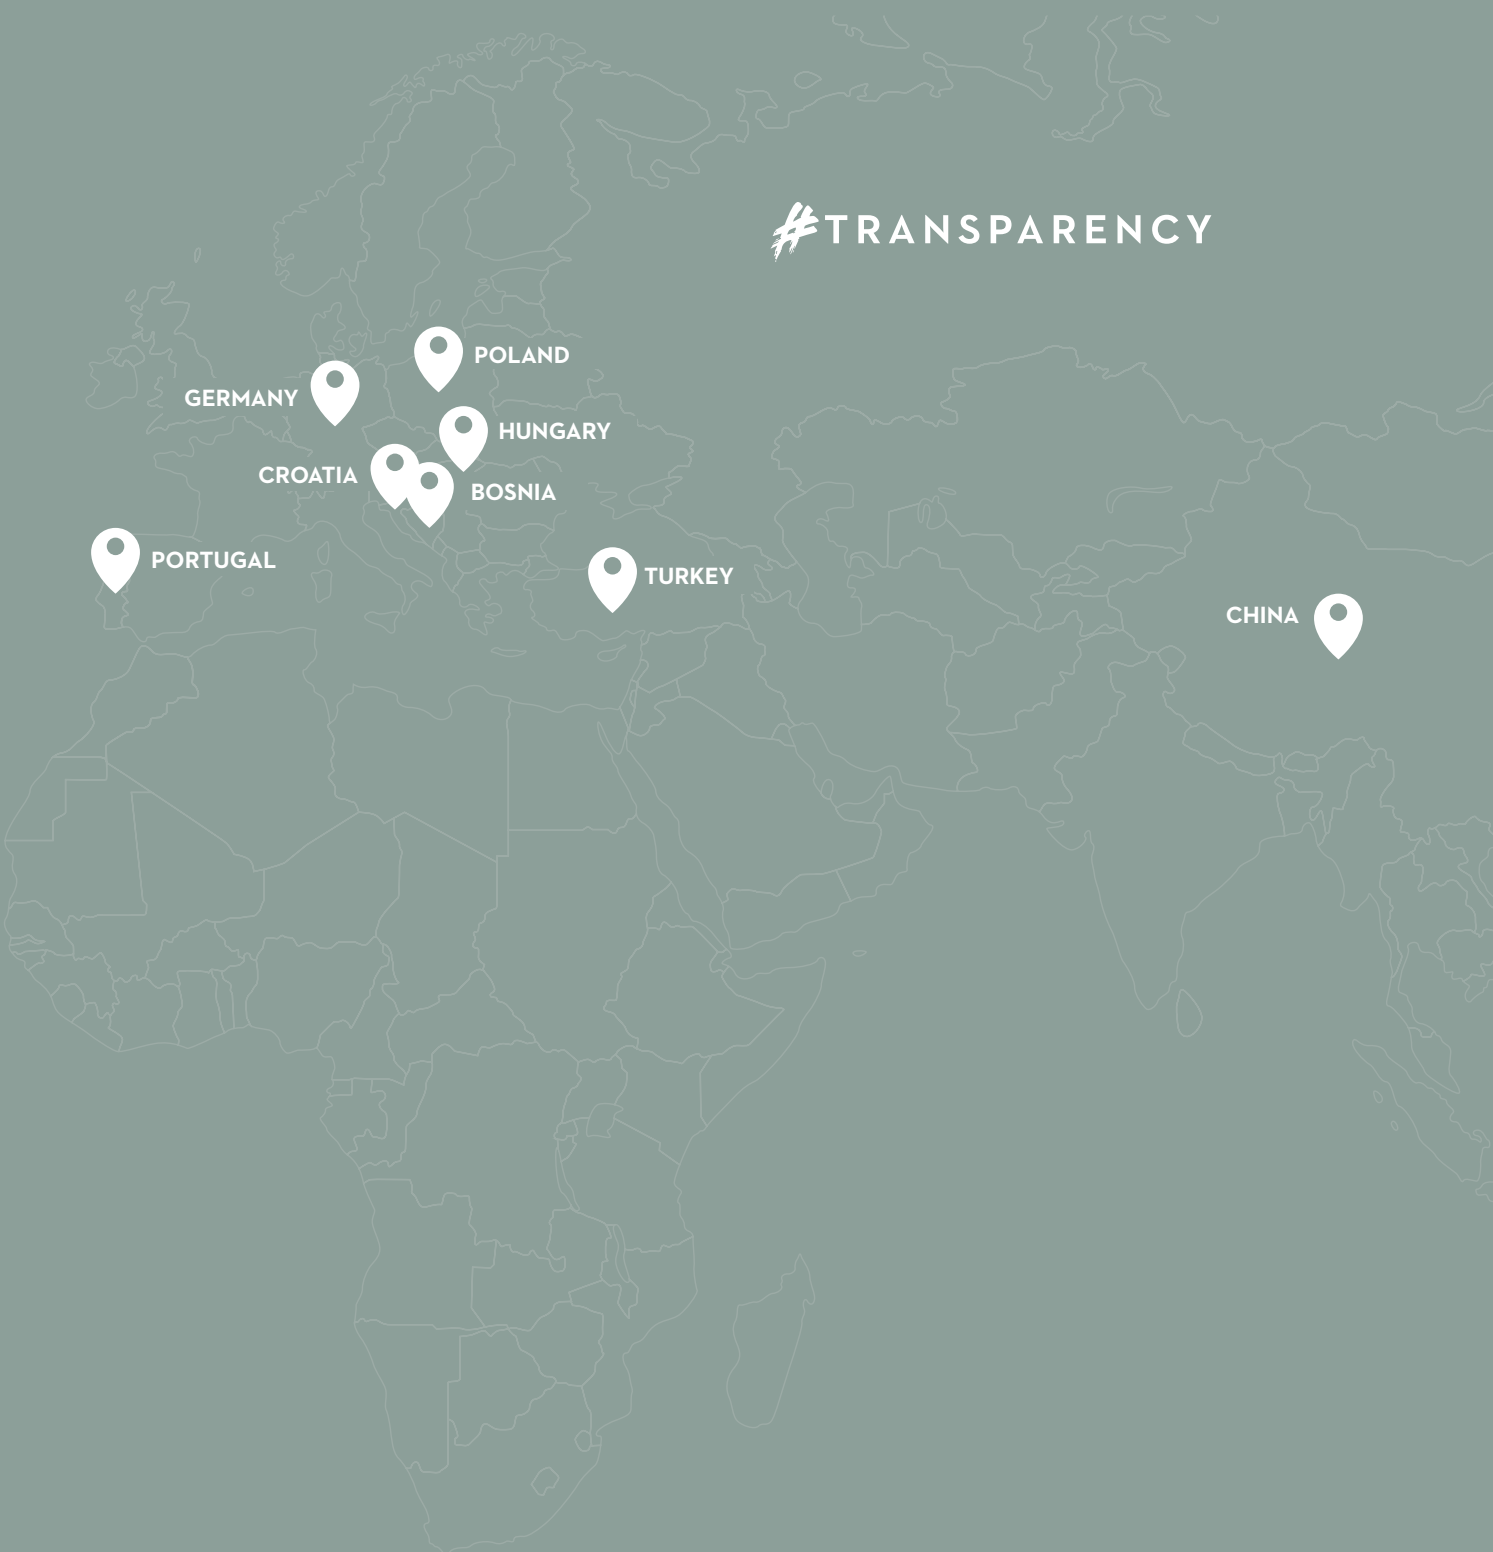 #TRANSPARENCY
POLAND
GERMANY
HUNGARY
CROATIA
BOSNIA
PORTUGAL
TURKEY
CHINA